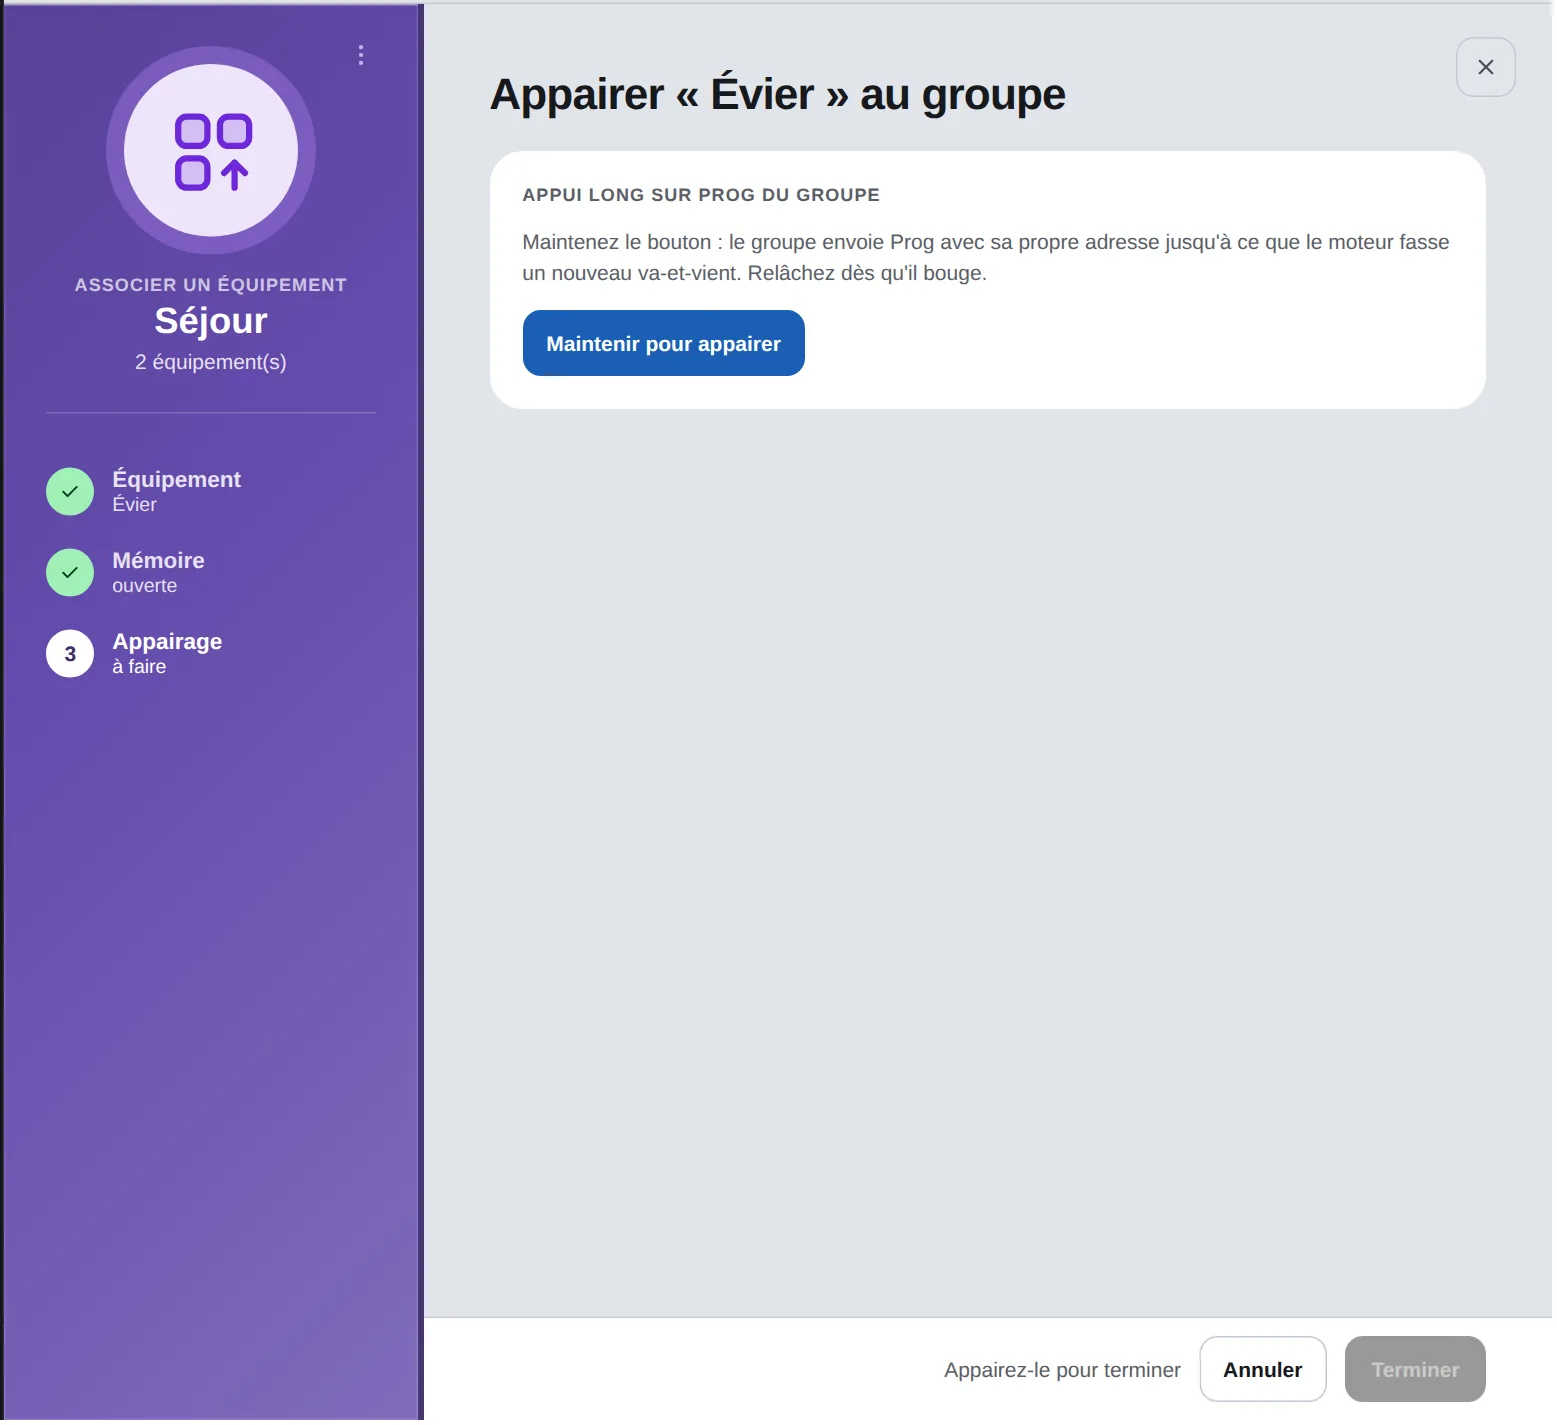 ASSOCIER UN ÉQUIPEMENT
Séjour
2 équipement(s)
Équipement
Évier
Mémoire
ouverte
3
Appairage
à faire
Appairer « Évier » au groupe
APPUI LONG SUR PROG DU GROUPE
Maintenez le bouton : le groupe envoie Prog avec sa propre adresse jusqu'à ce que le moteur fasse
un nouveau va-et-vient. Relâchez dès qu'il bouge.
Maintenir pour appairer
Appairez-le pour terminer
Annuler
Terminer